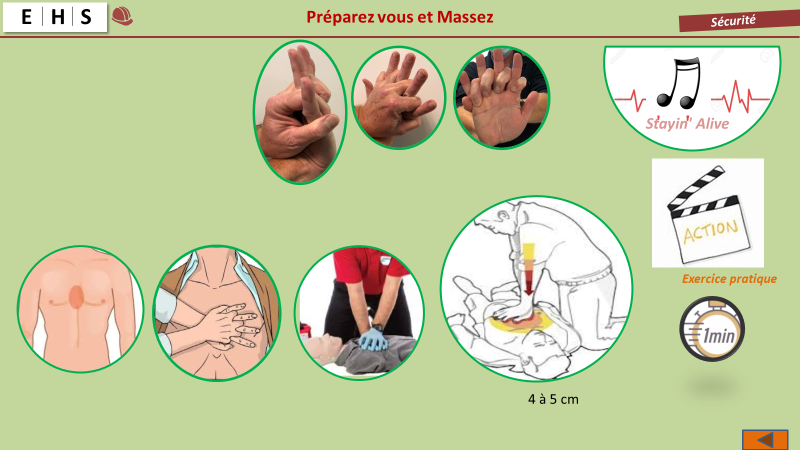 E H S
Préparez vous et Massez
Sécurité
Stayin' Alive
ACTION
Exercice pratique
1min
4 à 5 cm